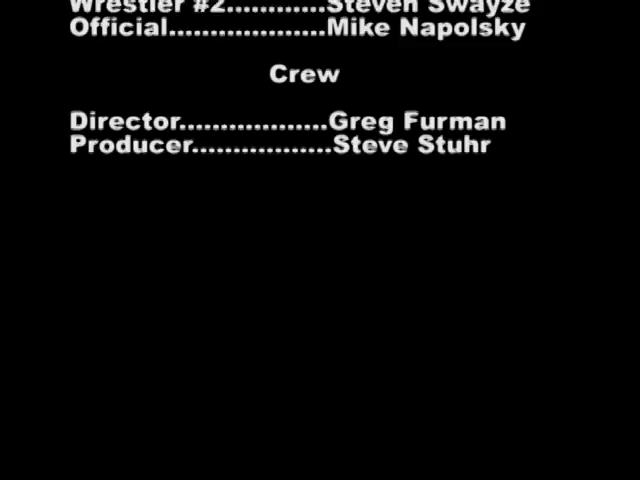 Wrestler #2............Steven Swayze
Official...................Mike Napolsky
Crew
Director..................Greg Furman
Producer.................Steve Stuhr